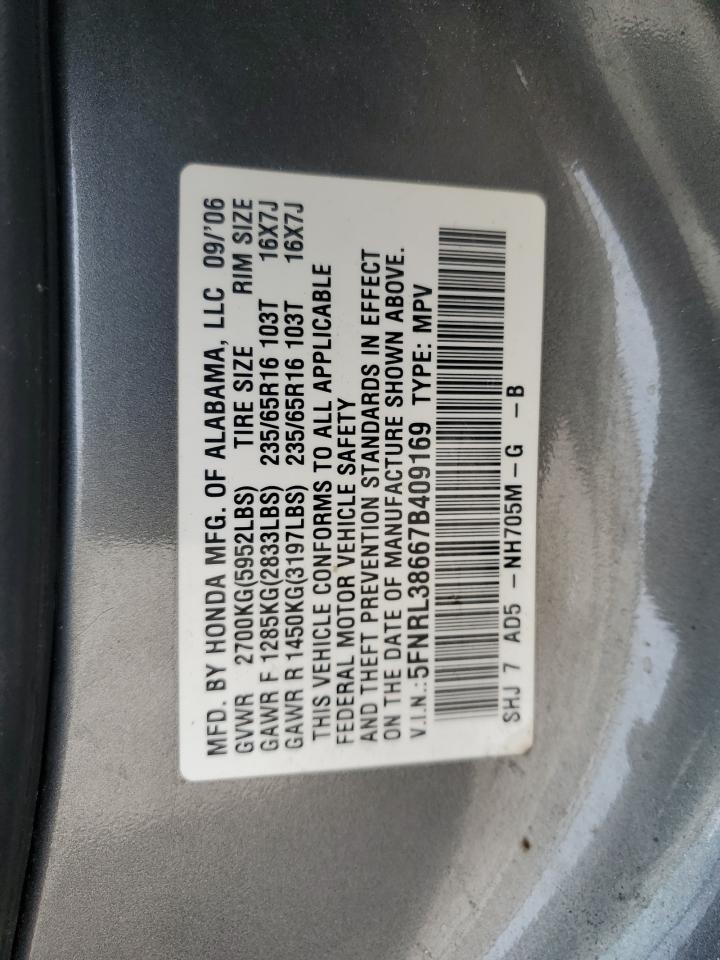 MFD. BY HONDA MFG. OF ALABAMA, LLC 09/'06
GVWR 2700KG(5952LBS) TIRE SIZE RIM SIZE
GAWR F 1285KG(2833LBS) 235/65R16 103T 16X7J
GAWR R 1450KG(3197LBS) 235/65R16 103T 16X7J
THIS VEHICLE CONFORMS TO ALL APPLICABLE
FEDERAL MOTOR VEHICLE SAFETY
AND THEFT PREVENTION STANDARDS IN EFFECT
ON THE DATE OF MANUFACTURE SHOWN ABOVE.
V.I.N.:5FNRL38667B409169 TYPE: MPV
SHJ 7 AD5 -NH705M-G -B